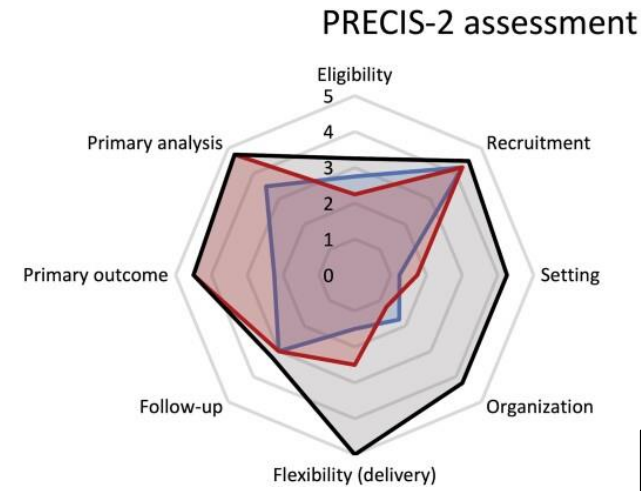 PRECIS-2 assessment
Eligibility
5
Primary analysis
4
Recruitment
3
2
1
Primary outcome
0
Setting
Follow-up
Organization
Flexibility (delivery)